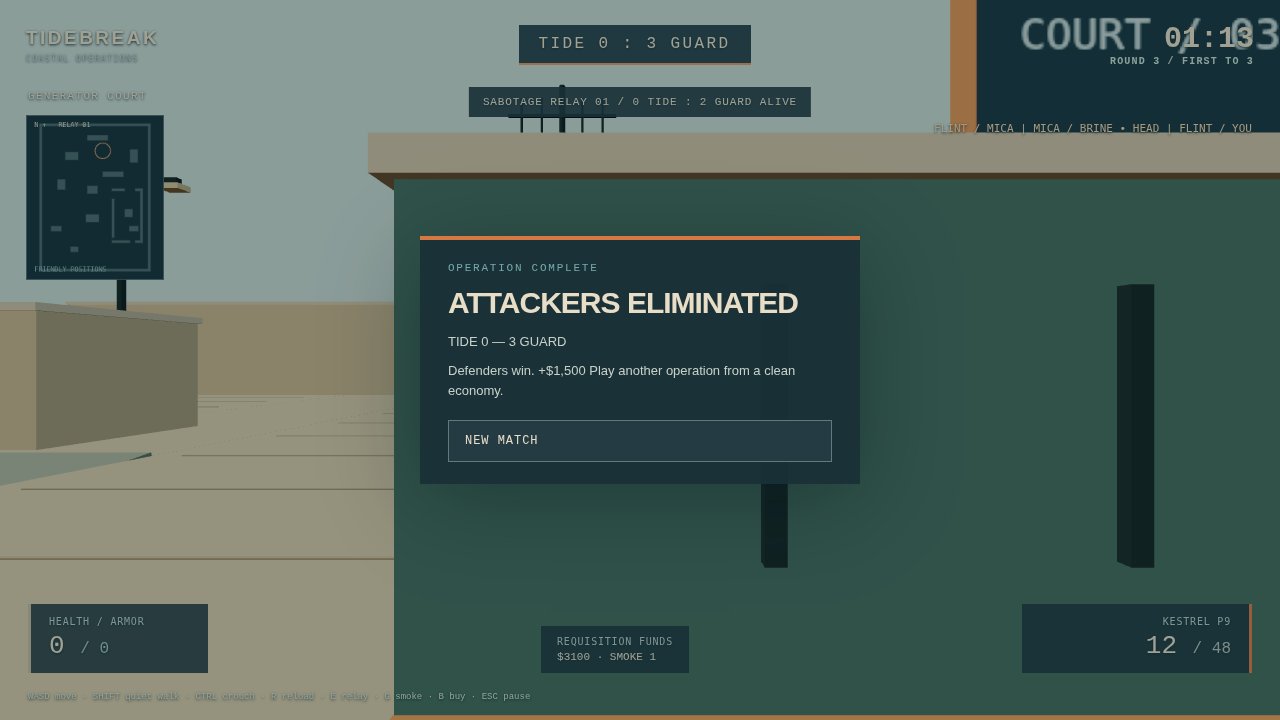 TIDEBREAK
COASTAL OPERATIONS
TIDE 0 : 3 GUARD
COURT / 03
01:13
ROUND 3 / FIRST TO 3
GENERATOR COURT
SABOTAGE RELAY 01 / 0 TIDE : 2 GUARD ALIVE
N ↑ RELAY 01
FLINT / MICA | MICA / BRINE • HEAD | FLINT / YOU
FRIENDLY POSITIONS
OPERATION COMPLETE
ATTACKERS ELIMINATED
TIDE 0 — 3 GUARD
Defenders win. +$1,500 Play another operation from a clean
economy.
NEW MATCH
HEALTH / ARMOR
0 / 0
REQUISITION FUNDS
$3100 · SMOKE 1
KESTREL P9
12 / 48
WASD move · SHIFT quiet walk · CTRL crouch · R reload · E relay · G smoke · B buy · ESC pause